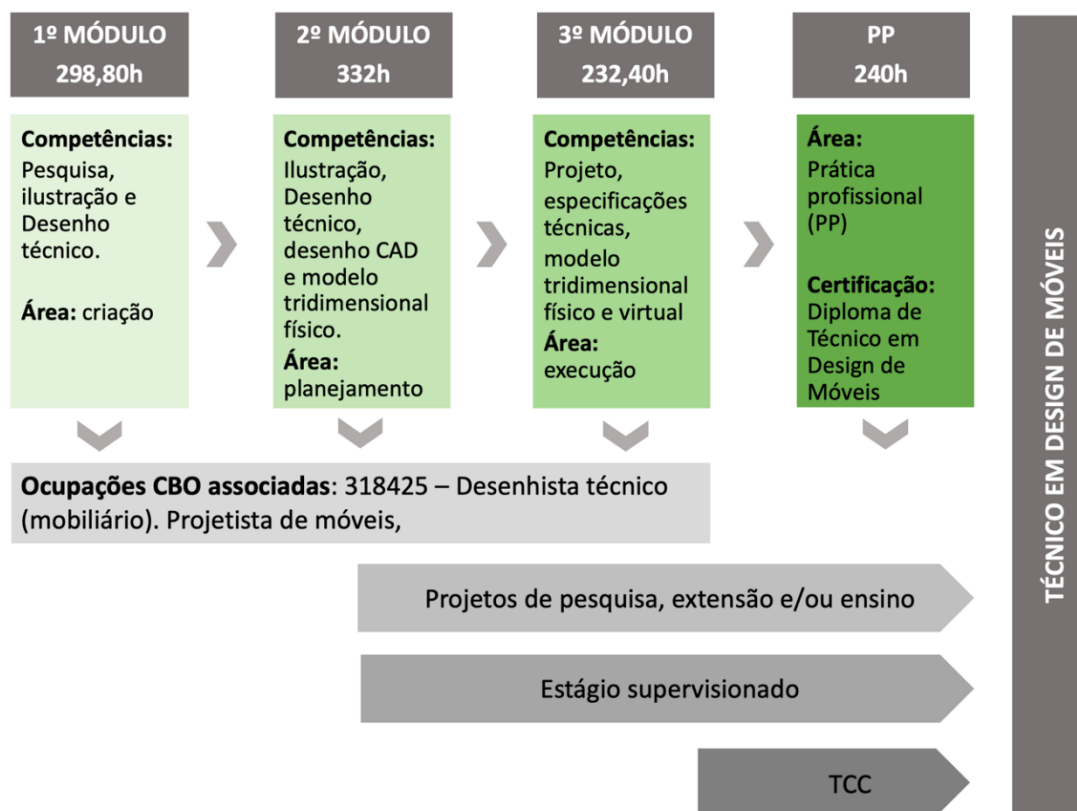 1º MÓDULO
298,80h
2º MÓDULO
332h
3º MÓDULO
232,40h
PP
240h
Competências:
Pesquisa,
ilustração e
Desenho
técnico.
Área: criação
Competências:
Ilustração,
Desenho
técnico,
desenho CAD
e modelo
tridimensional
físico.
Área:
planejamento
Competências:
Projeto,
especificações
técnicas,
modelo
tridimensional
físico e virtual
Área:
execução
Área:
Prática
profissional
(PP)
Certificação:
Diploma de
Técnico em
Design de
Móveis
Ocupações CBO associadas: 318425 – Desenhista técnico
(mobiliário). Projetista de móveis,
Projetos de pesquisa, extensão e/ou ensino
Estágio supervisionado
TCC
TÉCNICO EM DESIGN DE MÓVEIS